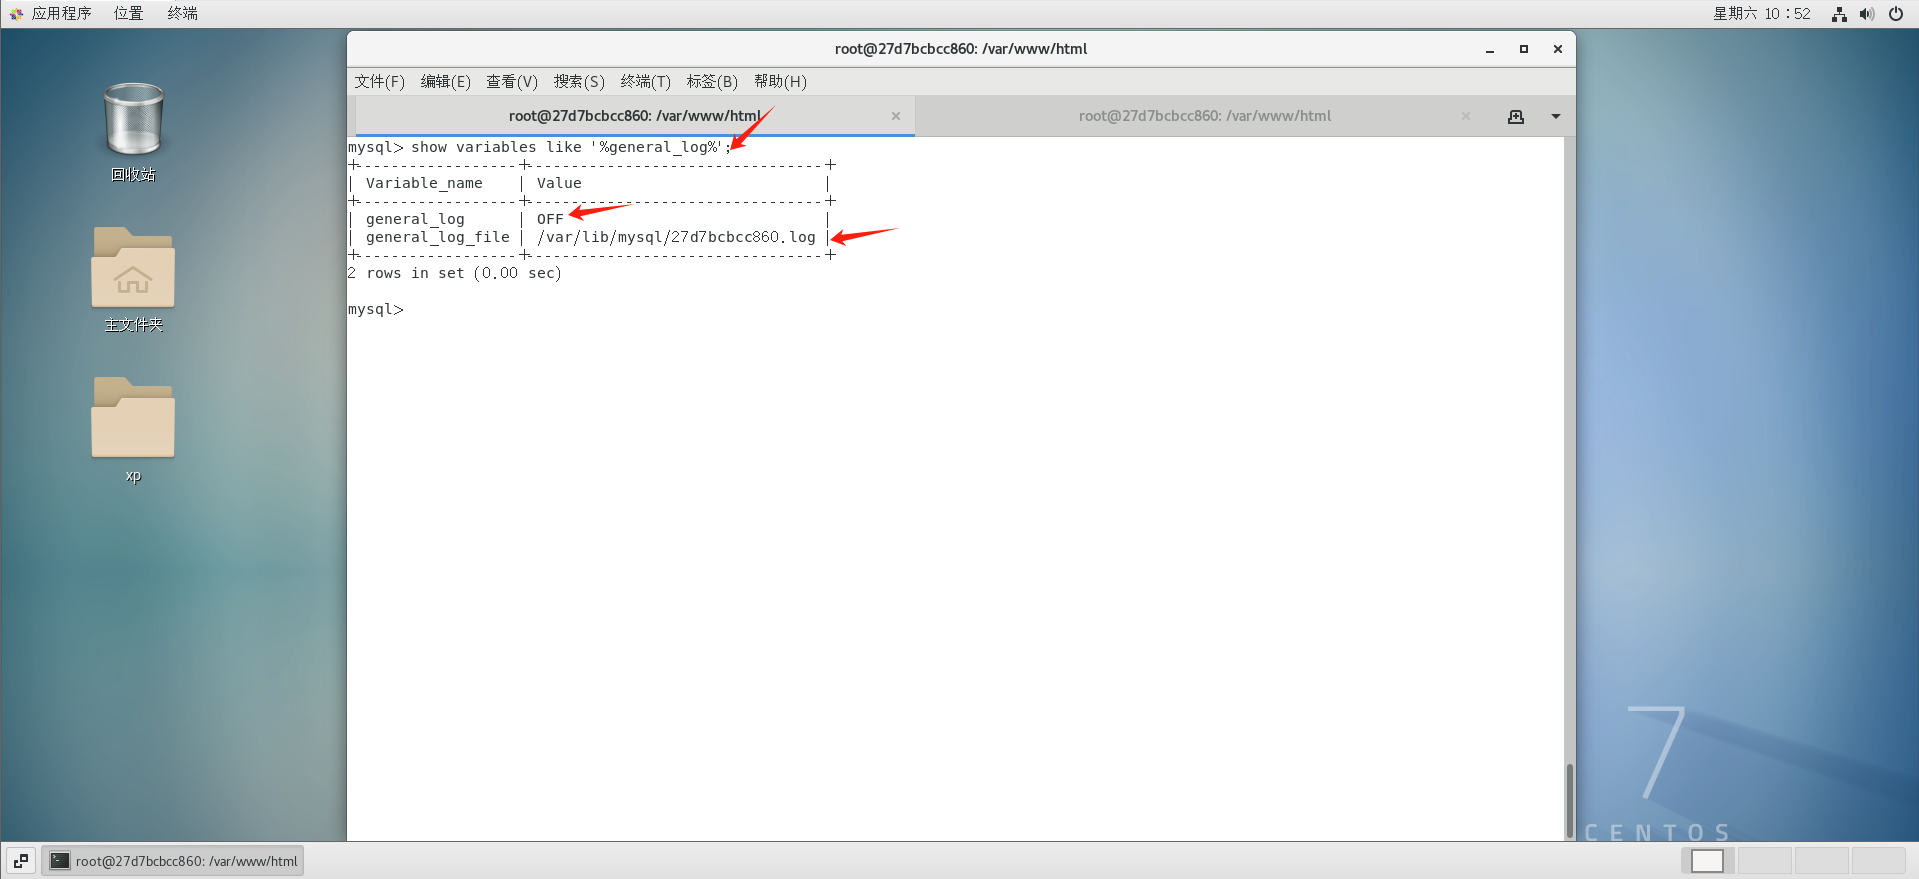 应用程序 位置 终端 星期六 10：52
root@27d7bcbcc860: /var/www/html
文件(F) 编辑(E) 查看(V) 搜索(S) 终端(T) 标签(B) 帮助(H)
root@27d7bcbcc860: /var/www/html root@27d7bcbcc860: /var/www/html
mysql> show variables like '%general_log%';
+------------------+---------------------------------+
| Variable_name    | Value                           |
+------------------+---------------------------------+
| general_log      | OFF                             |
| general_log_file | /var/lib/mysql/27d7bcbcc860.log |
+------------------+---------------------------------+
2 rows in set (0.00 sec)
mysql>
回收站
主文件夹
xp
7
CENTOS
root@27d7bcbcc860: /var/www/html